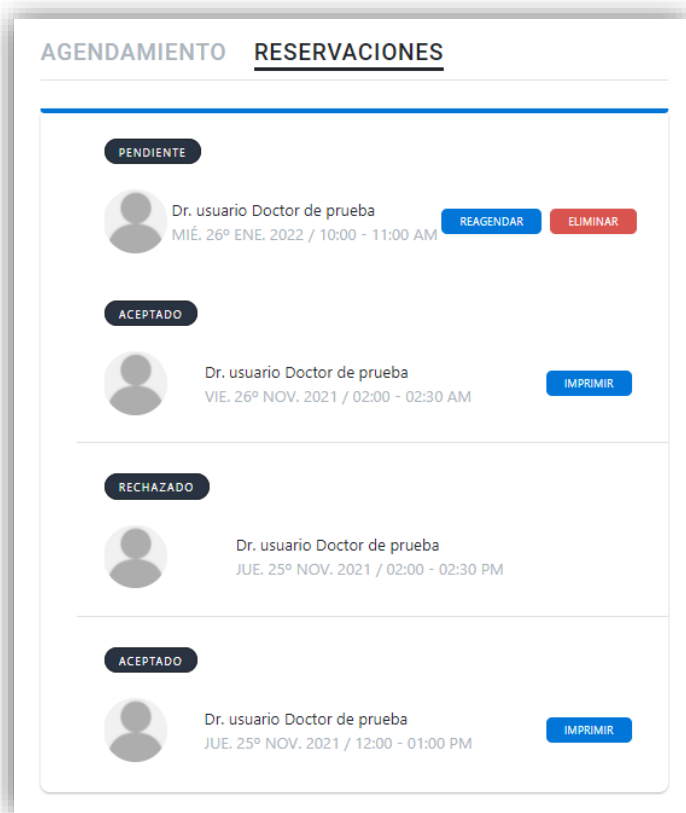 AGENDAMIENTO RESERVACIONES
PENDIENTE
Dr. usuario Doctor de prueba
MIÉ. 26º ENE. 2022 / 10:00 - 11:00 AM
REAGENDAR ELIMINAR
ACEPTADO
Dr. usuario Doctor de prueba
VIE. 26º NOV. 2021 / 02:00 - 02:30 AM
IMPRIMIR
RECHAZADO
Dr. usuario Doctor de prueba
JUE. 25º NOV. 2021 / 02:00 - 02:30 PM
ACEPTADO
Dr. usuario Doctor de prueba
JUE. 25º NOV. 2021 / 12:00 - 01:00 PM
IMPRIMIR